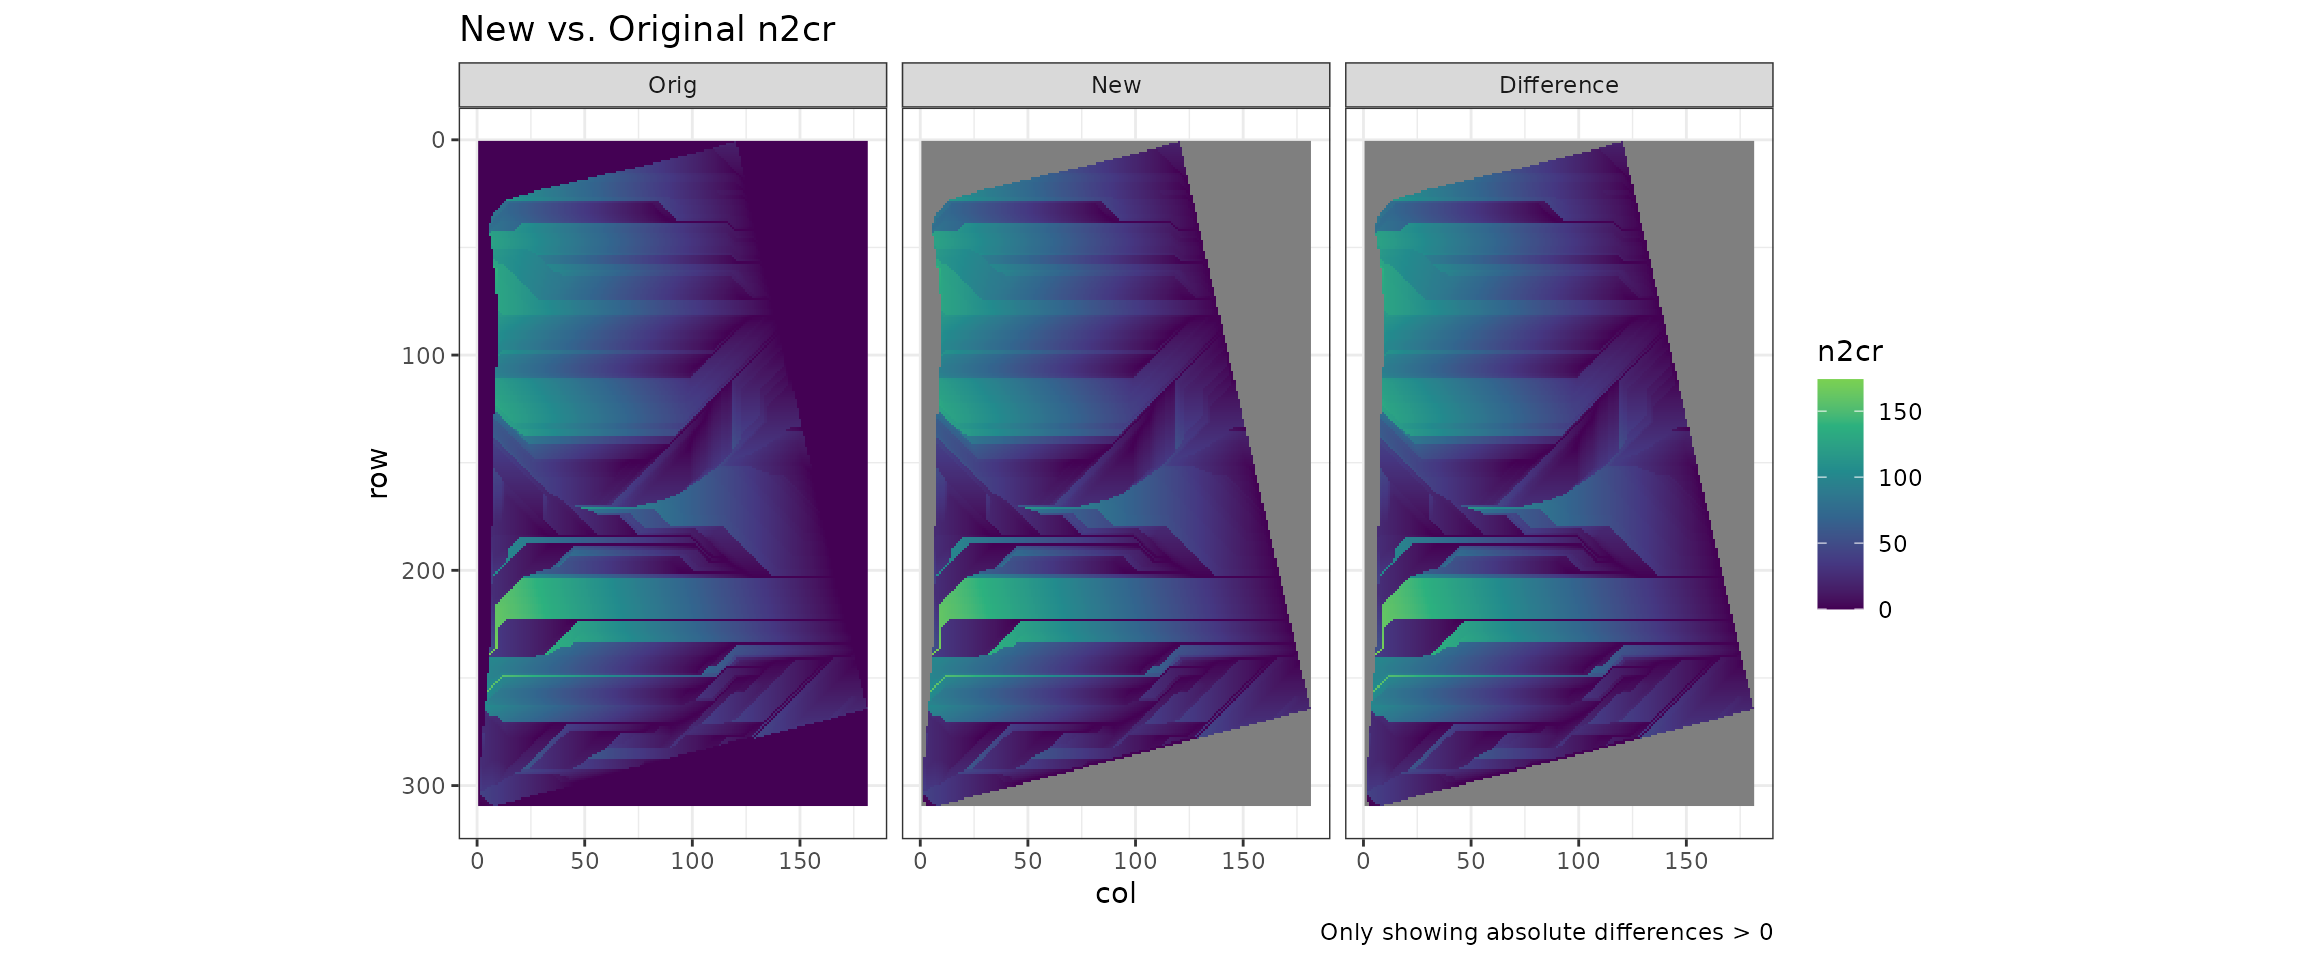 New vs. Original n2cr
Orig New Difference
0
100
200
300
row
0 50 100 150 0 50 100 150 0 50 100 150
col
n2cr
150
100
50
0
Only showing absolute differences > 0